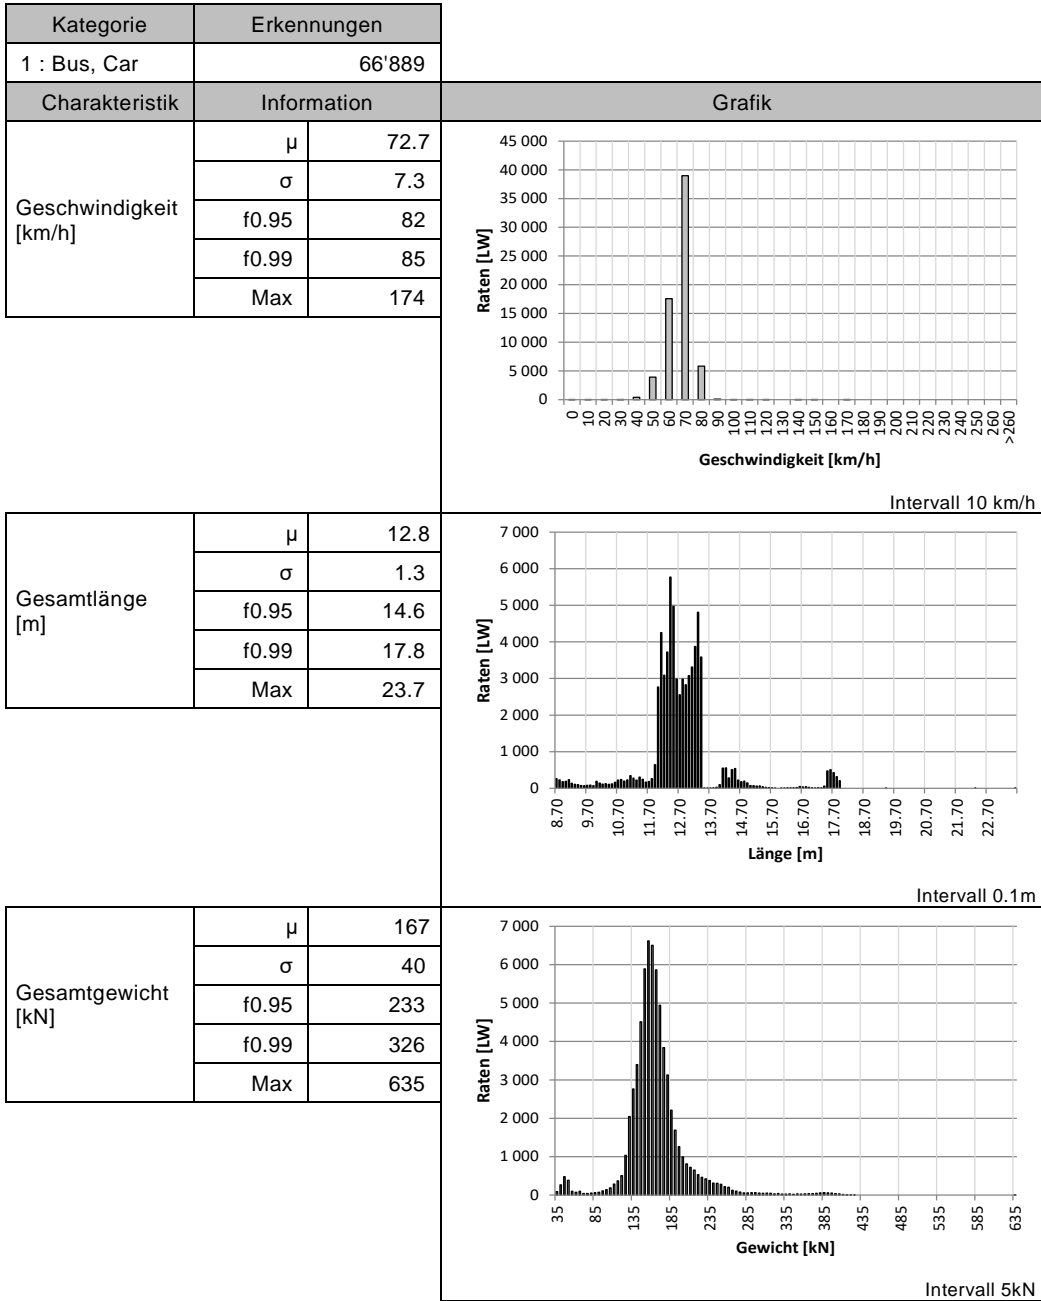 Kategorie Erkennungen
1 : Bus, Car 66'889
Charakteristik Information Grafik
Geschwindigkeit [km/h]
µ 72.7
σ 7.3
f0.95 82
f0.99 85
Max 174
45 000
40 000
35 000
30 000
25 000
20 000
15 000
10 000
5 000
0
Raten [LW]
0 10 20 30 40 50 60 70 80 90 100 110 120 130 140 150 160 170 180 190 200 210 220 230 240 250 260 >260
Geschwindigkeit [km/h]
Intervall 10 km/h
Gesamtlänge
[m]
µ 12.8
σ 1.3
f0.95 14.6
f0.99 17.8
Max 23.7
7 000
6 000
5 000
4 000
3 000
2 000
1 000
0
Raten [LW]
8.70 9.70 10.70 11.70 12.70 13.70 14.70 15.70 16.70 17.70 18.70 19.70 20.70 21.70 22.70
Länge [m]
Intervall 0.1m
Gesamtgewicht
[kN]
µ 167
σ 40
f0.95 233
f0.99 326
Max 635
7 000
6 000
5 000
4 000
3 000
2 000
1 000
0
Raten [LW]
35 85 135 185 235 285 335 385 435 485 535 585 635
Gewicht [kN]
Intervall 5kN